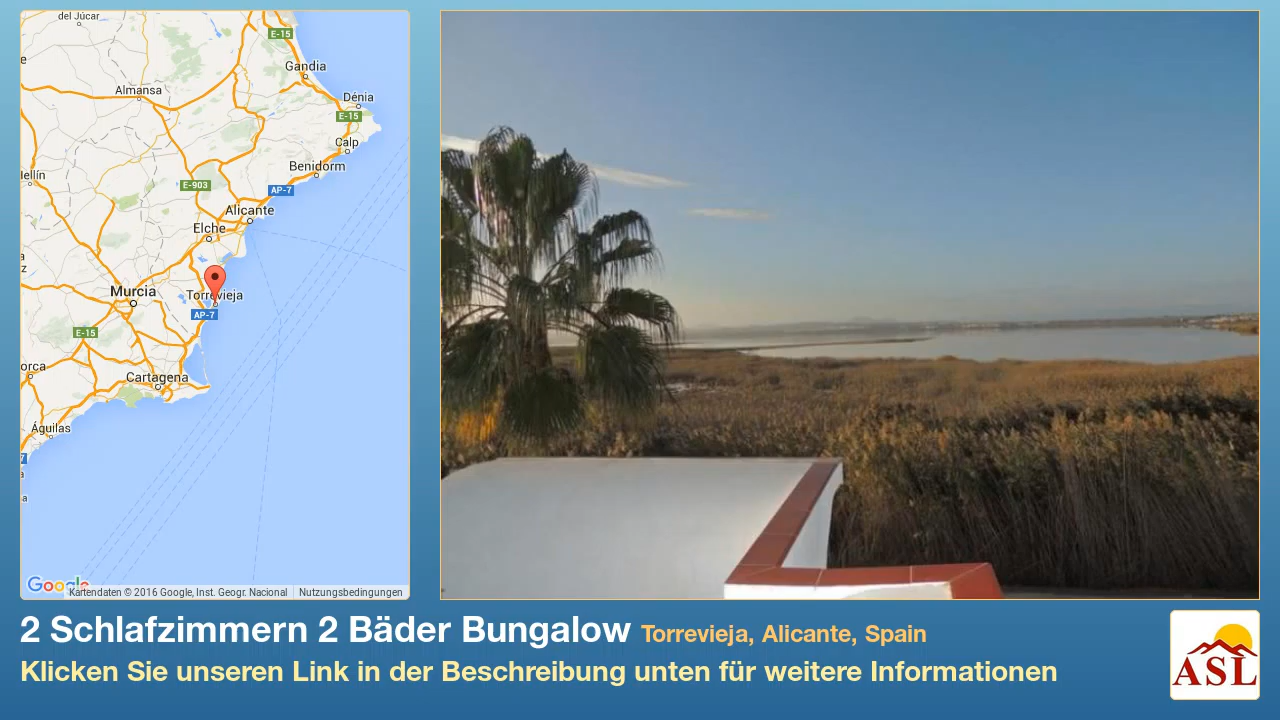 del Júcar
E-15
Gandia
Almansa
Dénia
E-15
Calp
ellín
Benidorm
E-903
AP-7
Alicante
Elche
Murcia
Torrevieja
AP-7
E-15
orca
Cartagena
Águilas
Google
Kartendaten © 2016 Google, Inst. Geogr. Nacional
Nutzungsbedingungen
2 Schlafzimmern 2 Bäder Bungalow Torrevieja, Alicante, Spain
Klicken Sie unseren Link in der Beschreibung unten für weitere Informationen
ASL